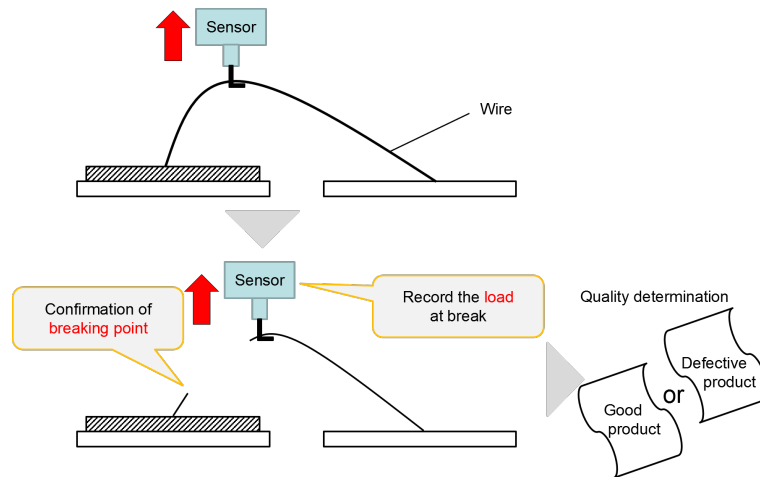 Sensor
Wire
Sensor
Confirmation of
breaking point
Record the load
at break
Quality determination
Defective
product
or
Good
product